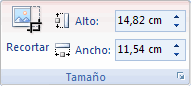 Alto: 14,82 cm
Recortar
Ancho: 11,54 cm
Tamaño